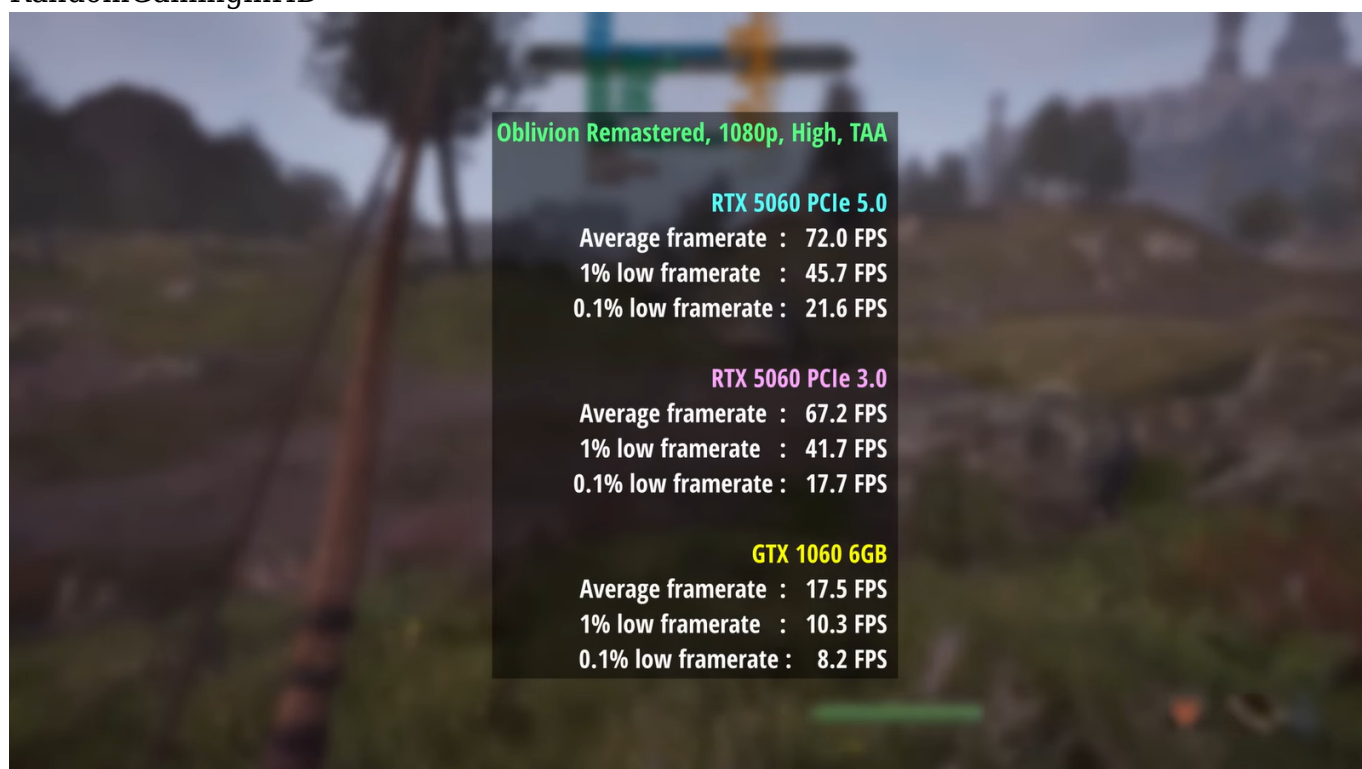 RandomGaminginHD
Oblivion Remastered, 1080p, High, TAA
RTX 5060 PCIe 5.0
Average framerate : 72.0 FPS
1% low framerate : 45.7 FPS
0.1% low framerate : 21.6 FPS
RTX 5060 PCIe 3.0
Average framerate : 67.2 FPS
1% low framerate : 41.7 FPS
0.1% low framerate : 17.7 FPS
GTX 1060 6GB
Average framerate : 17.5 FPS
1% low framerate : 10.3 FPS
0.1% low framerate : 8.2 FPS